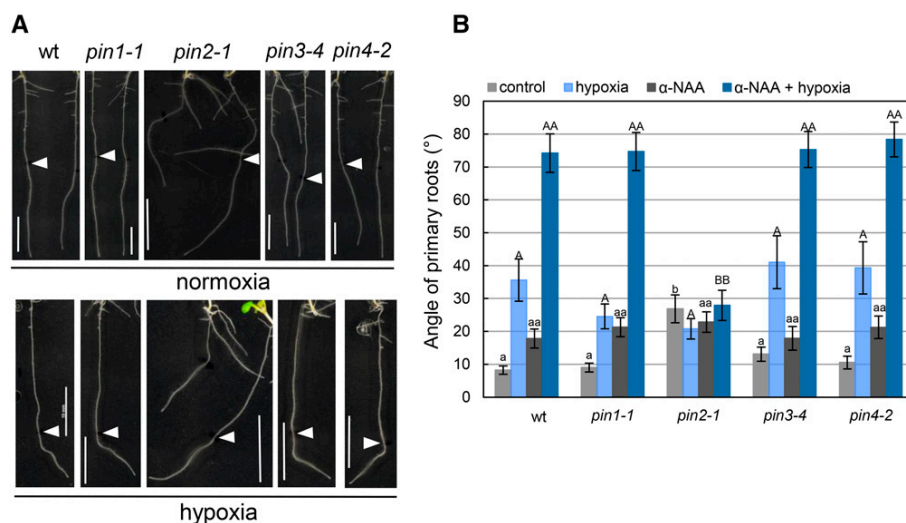 A
wt pin1-1 pin2-1 pin3-4 pin4-2
normoxia
hypoxia
B
control hypoxia α-NAA α-NAA + hypoxia
Angle of primary roots (°)
90
80
70
60
50
40
30
20
10
0
a A aa AA
a A aa AA
b A aa BB
a A aa AA
a A aa AA
wt pin1-1 pin2-1 pin3-4 pin4-2